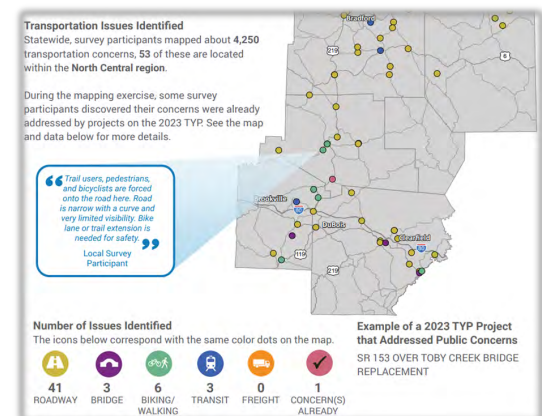 Transportation Issues Identified
Statewide, survey participants mapped about 4,250
transportation concerns, 53 of these are located
within the North Central region.
During the mapping exercise, some survey
participants discovered their concerns were already
addressed by projects on the 2023 TYP. See the map
and data below for more details.
Bradford
219
6
“ Trail users, pedestrians,
and bicyclists are forced
onto the road here. Road
is narrow with a curve and
very limited visibility. Bike
lane or trail extension is
needed for safety. ”
Local Survey
Participant
Brookville
80
DuBois
Clearfield
80
119
219
Number of Issues Identified
The icons below correspond with the same color dots on the map.
41
ROADWAY
3
BRIDGE
6
BIKING/
WALKING
3
TRANSIT
0
FREIGHT
1
CONCERN(S)
ALREADY
Example of a 2023 TYP Project
that Addressed Public Concerns
SR 153 OVER TOBY CREEK BRIDGE
REPLACEMENT